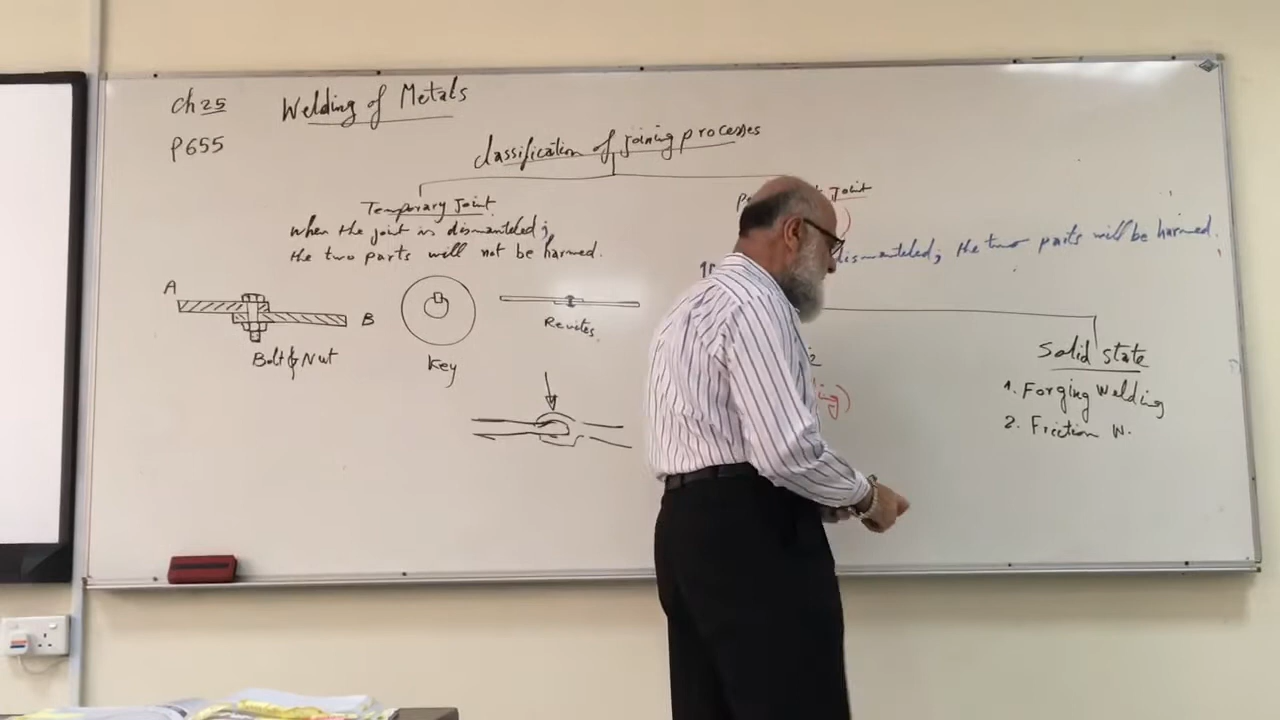 Ch 25
Welding of Metals
P655
Classification of joining processes
Temporary Joint
Joint
when the joint is dismanteled;
the two parts will not be harmed.
dismanteled; the two parts will be harmed.
A
B
Bolt & Nut
Key
Revites
Solid state
1. Forging Welding
2. Friction W.